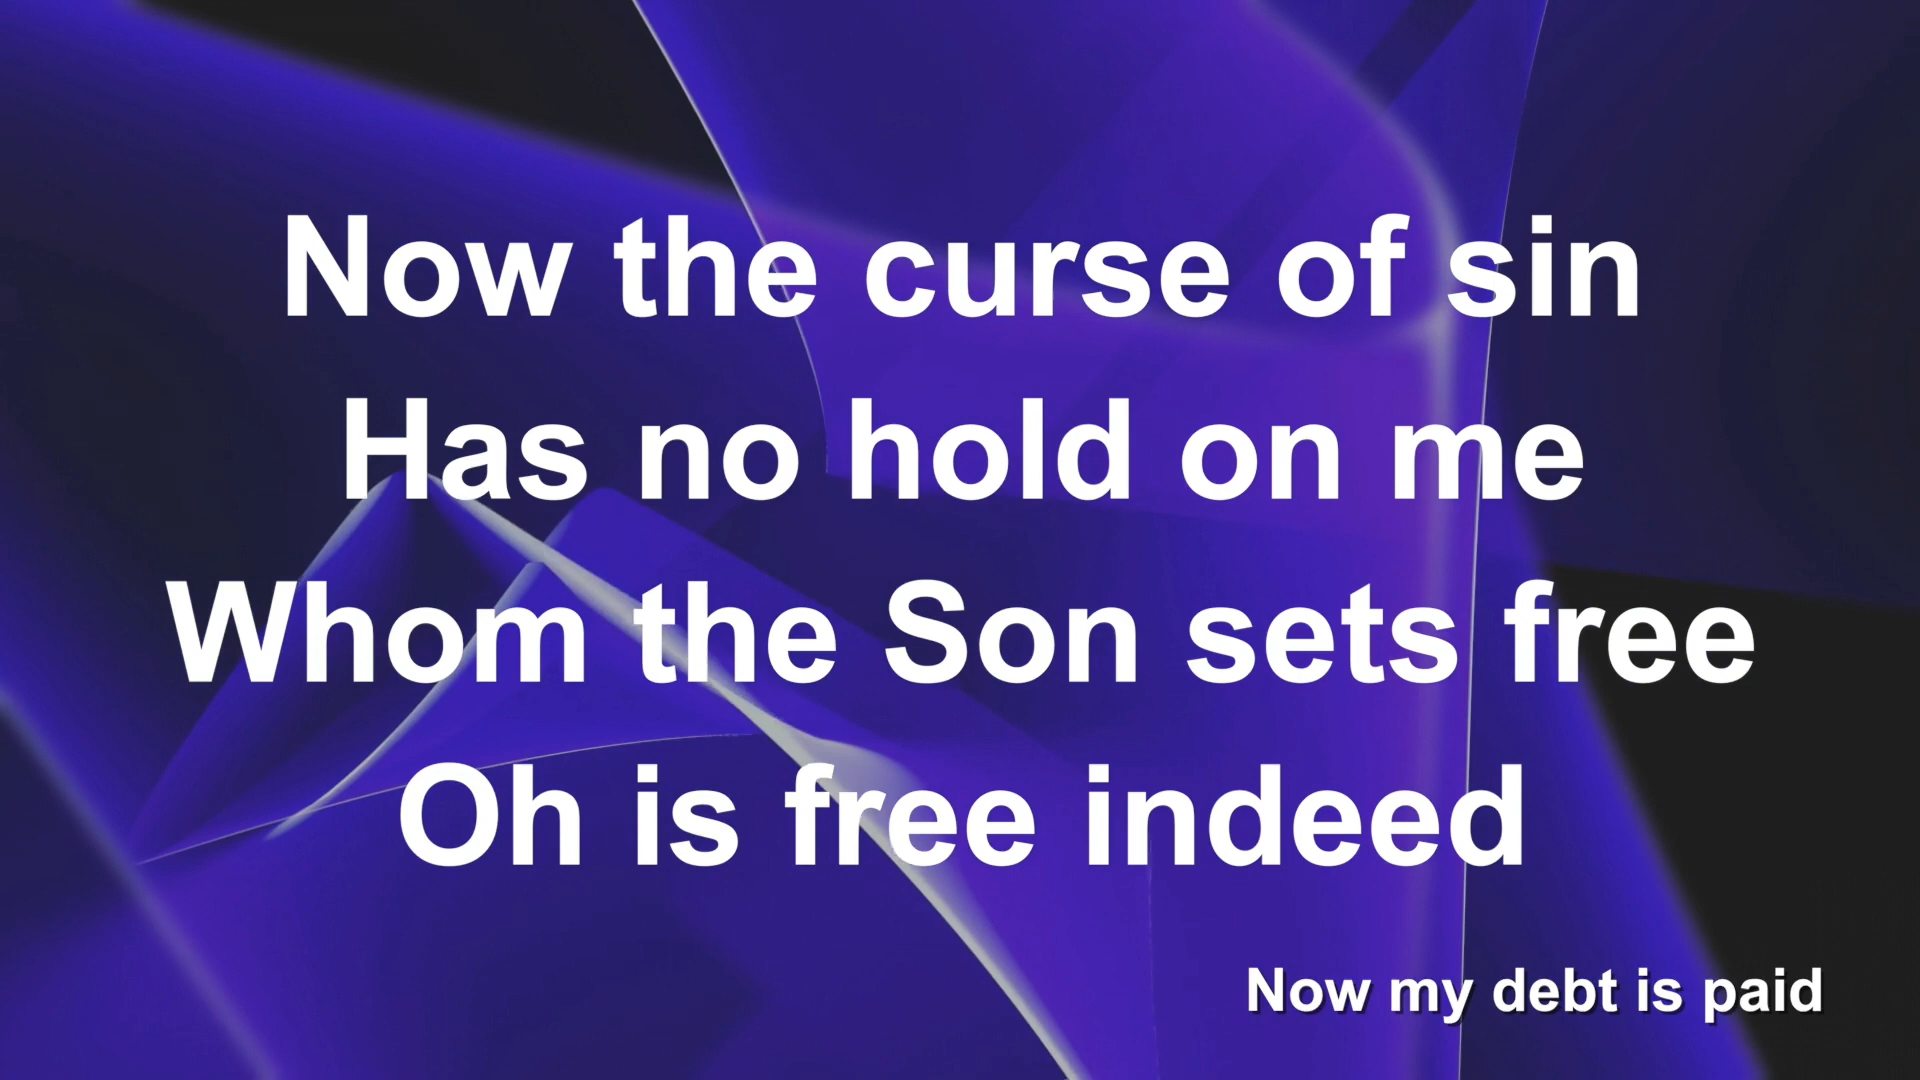 Now the curse of sin
Has no hold on me
Whom the Son sets free
Oh is free indeed
Now my debt is paid